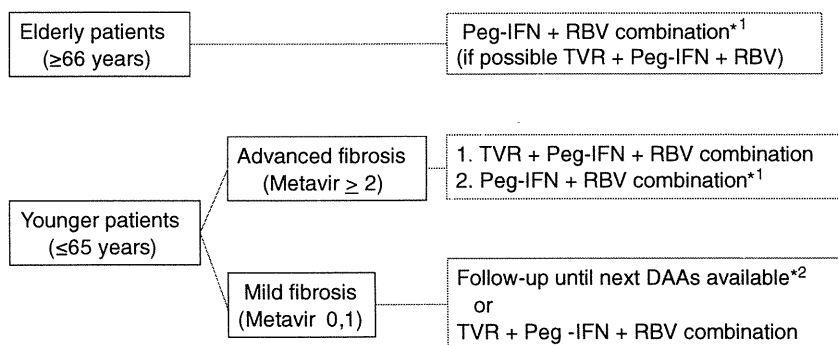 Elderly patients
(≥66 years)
Peg-IFN + RBV combination*1
(if possible TVR + Peg-IFN + RBV)
Younger patients
(≤65 years)
Advanced fibrosis
(Metavir ≥ 2)
1. TVR + Peg-IFN + RBV combination
2. Peg-IFN + RBV combination*1
Mild fibrosis
(Metavir 0,1)
Follow-up until next DAAs available*2
or
TVR + Peg -IFN + RBV combination